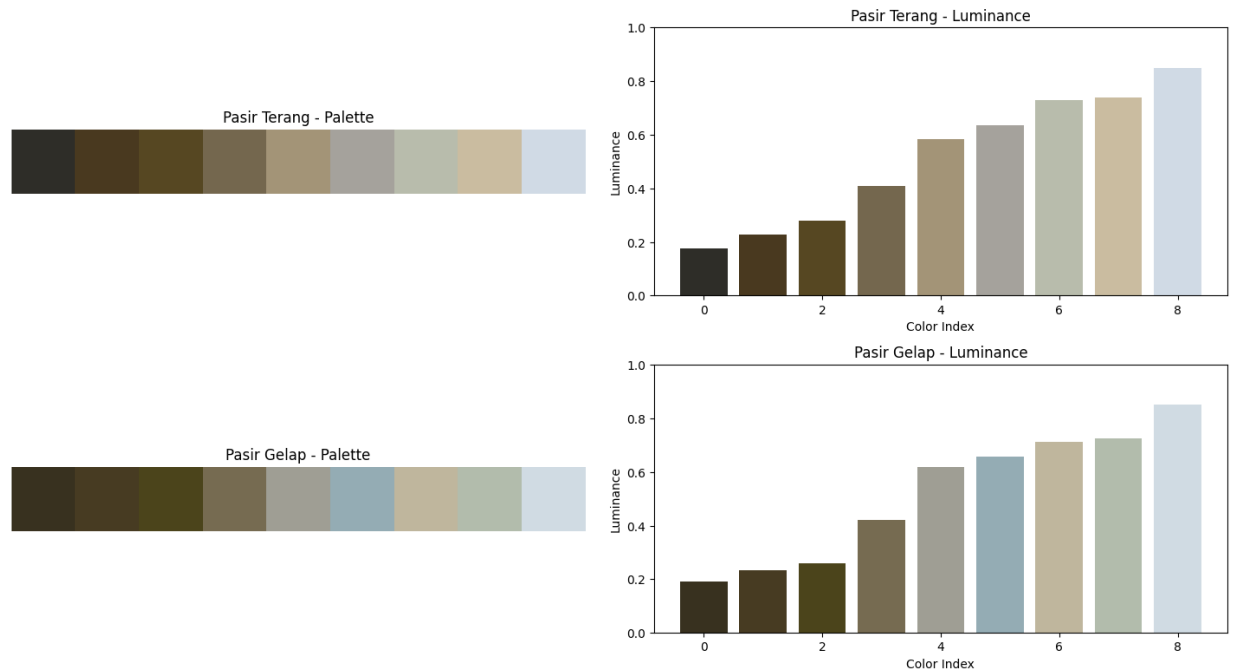 Pasir Terang - Palette
Pasir Terang - Luminance
1.0
0.8
0.6
0.4
0.2
0.0
Luminance
0 2 4 6 8
Color Index
Pasir Gelap - Palette
Pasir Gelap - Luminance
1.0
0.8
0.6
0.4
0.2
0.0
Luminance
0 2 4 6 8
Color Index